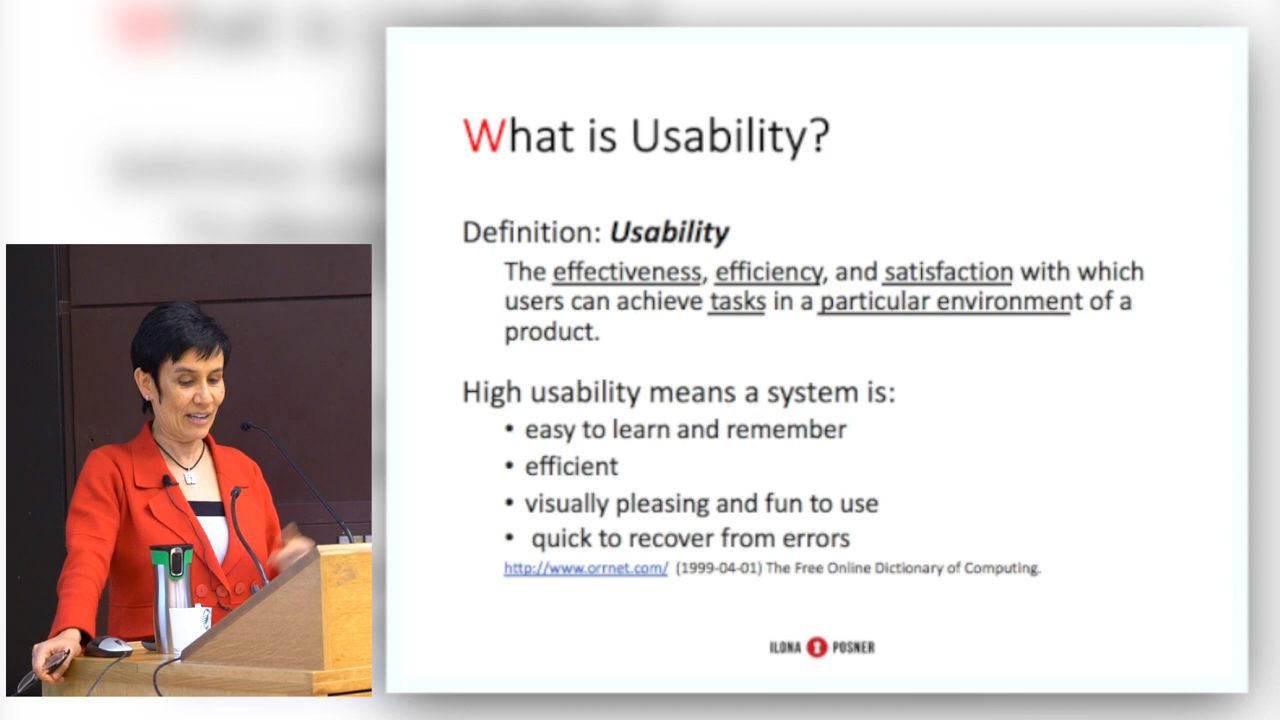 What is Usability?
Definition: Usability
The effectiveness, efficiency, and satisfaction with which
users can achieve tasks in a particular environment of a
product.
High usability means a system is:
• easy to learn and remember
• efficient
• visually pleasing and fun to use
• quick to recover from errors
http://www.orrnet.com/ (1999-04-01) The Free Online Dictionary of Computing.
ILONA POSNER